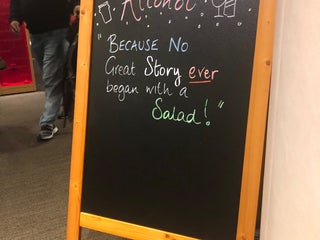 Alcohol
"BECAUSE NO
Great Story ever
began with a
Salad!"